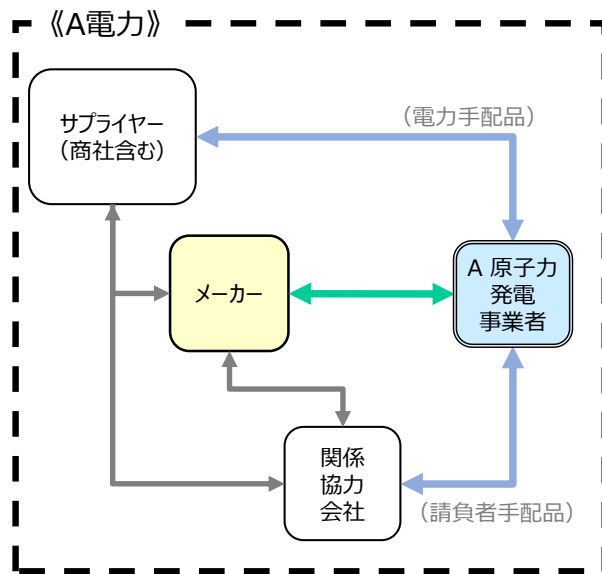 《A電力》
サプライヤー
（商社含む）
（電力手配品）
メーカー
A 原子力
発電
事業者
関係
協力
会社
（請負者手配品）